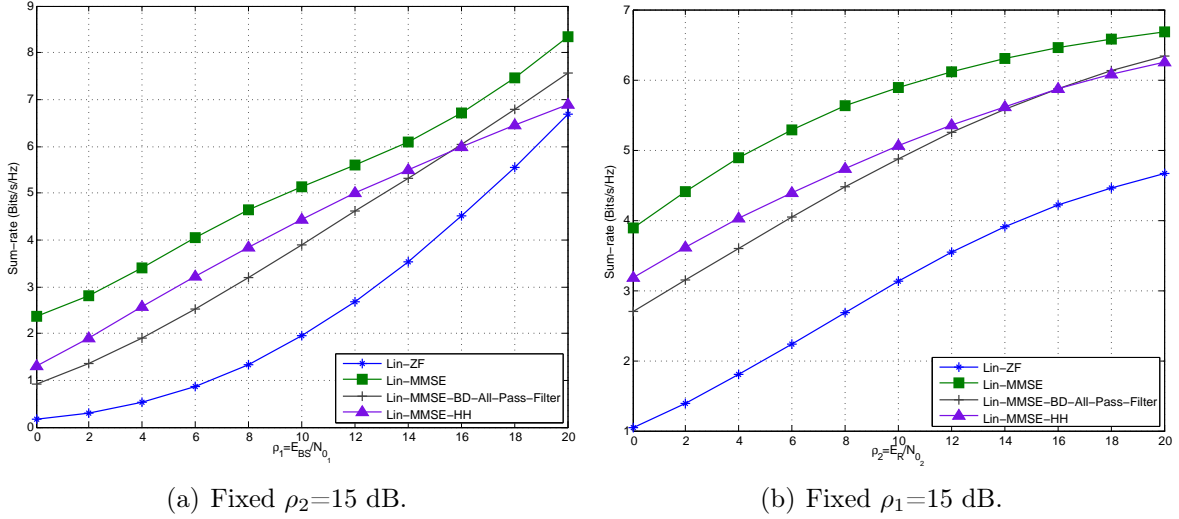 9
8
7
6
5
4
3
2
1
0
Sum−rate (Bits/s/Hz)
0 2 4 6 8 10 12 14 16 18 20
ρ₁=E_BS/N₀₁
Lin−ZF
Lin−MMSE
Lin−MMSE−BD−All−Pass−Filter
Lin−MMSE−HH
(a) Fixed ρ₂=15 dB.
7
6
5
4
3
2
1
Sum−rate (Bits/s/Hz)
0 2 4 6 8 10 12 14 16 18 20
ρ₂=E_R/N₀₂
Lin−ZF
Lin−MMSE
Lin−MMSE−BD−All−Pass−Filter
Lin−MMSE−HH
(b) Fixed ρ₁=15 dB.